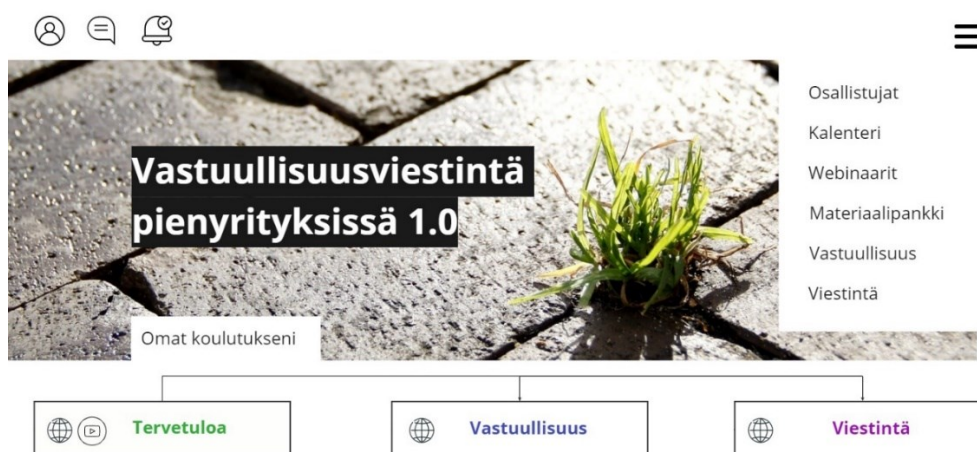 Osallistujat
Kalenteri
Webinaarit
Materiaalipankki
Vastuullisuus
Viestintä
Vastuullisuusviestintä
pienyrityksissä 1.0
Omat koulutukseni
Tervetuloa
Vastuullisuus
Viestintä